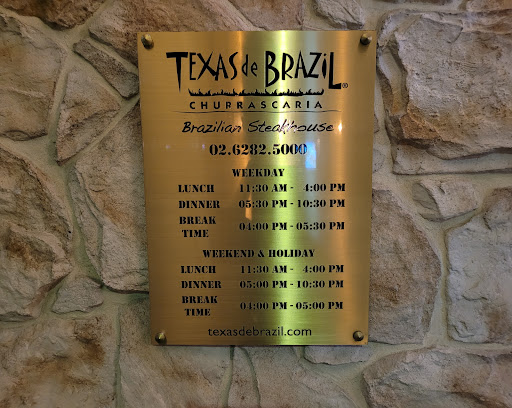 TEXAS de BRAZIL®
CHURRASCARIA
Brazilian Steakhouse
02.6282.5000
WEEKDAY
LUNCH 11:30 AM - 4:00 PM
DINNER 05:30 PM - 10:30 PM
BREAK TIME 04:00 PM - 05:30 PM
WEEKEND & HOLIDAY
LUNCH 11:30 AM - 4:00 PM
DINNER 05:00 PM - 10:30 PM
BREAK TIME 04:00 PM - 05:00 PM
texasdebrazil.com